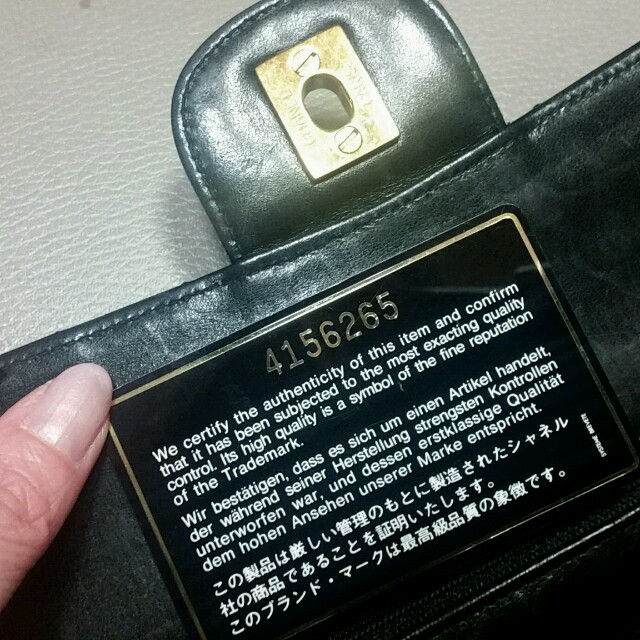 4156265
We certify the authenticity of this item and confirm
that it has been subjected to the most exacting quality
control. Its high quality is a symbol of the fine reputation
of the Trademark.
Wir bestätigen, dass es sich um einen Artikel handelt,
der während seiner Herstellung strengsten Kontrollen
unterworfen war, und dessen erstklassige Qualität
dem hohen Ansehen unserer Marke entspricht.
この製品は厳しい管理のもとに製造されたシャネル
社の商品であることを証明いたします。
このブランド・マークは最高級品質の象徴です。